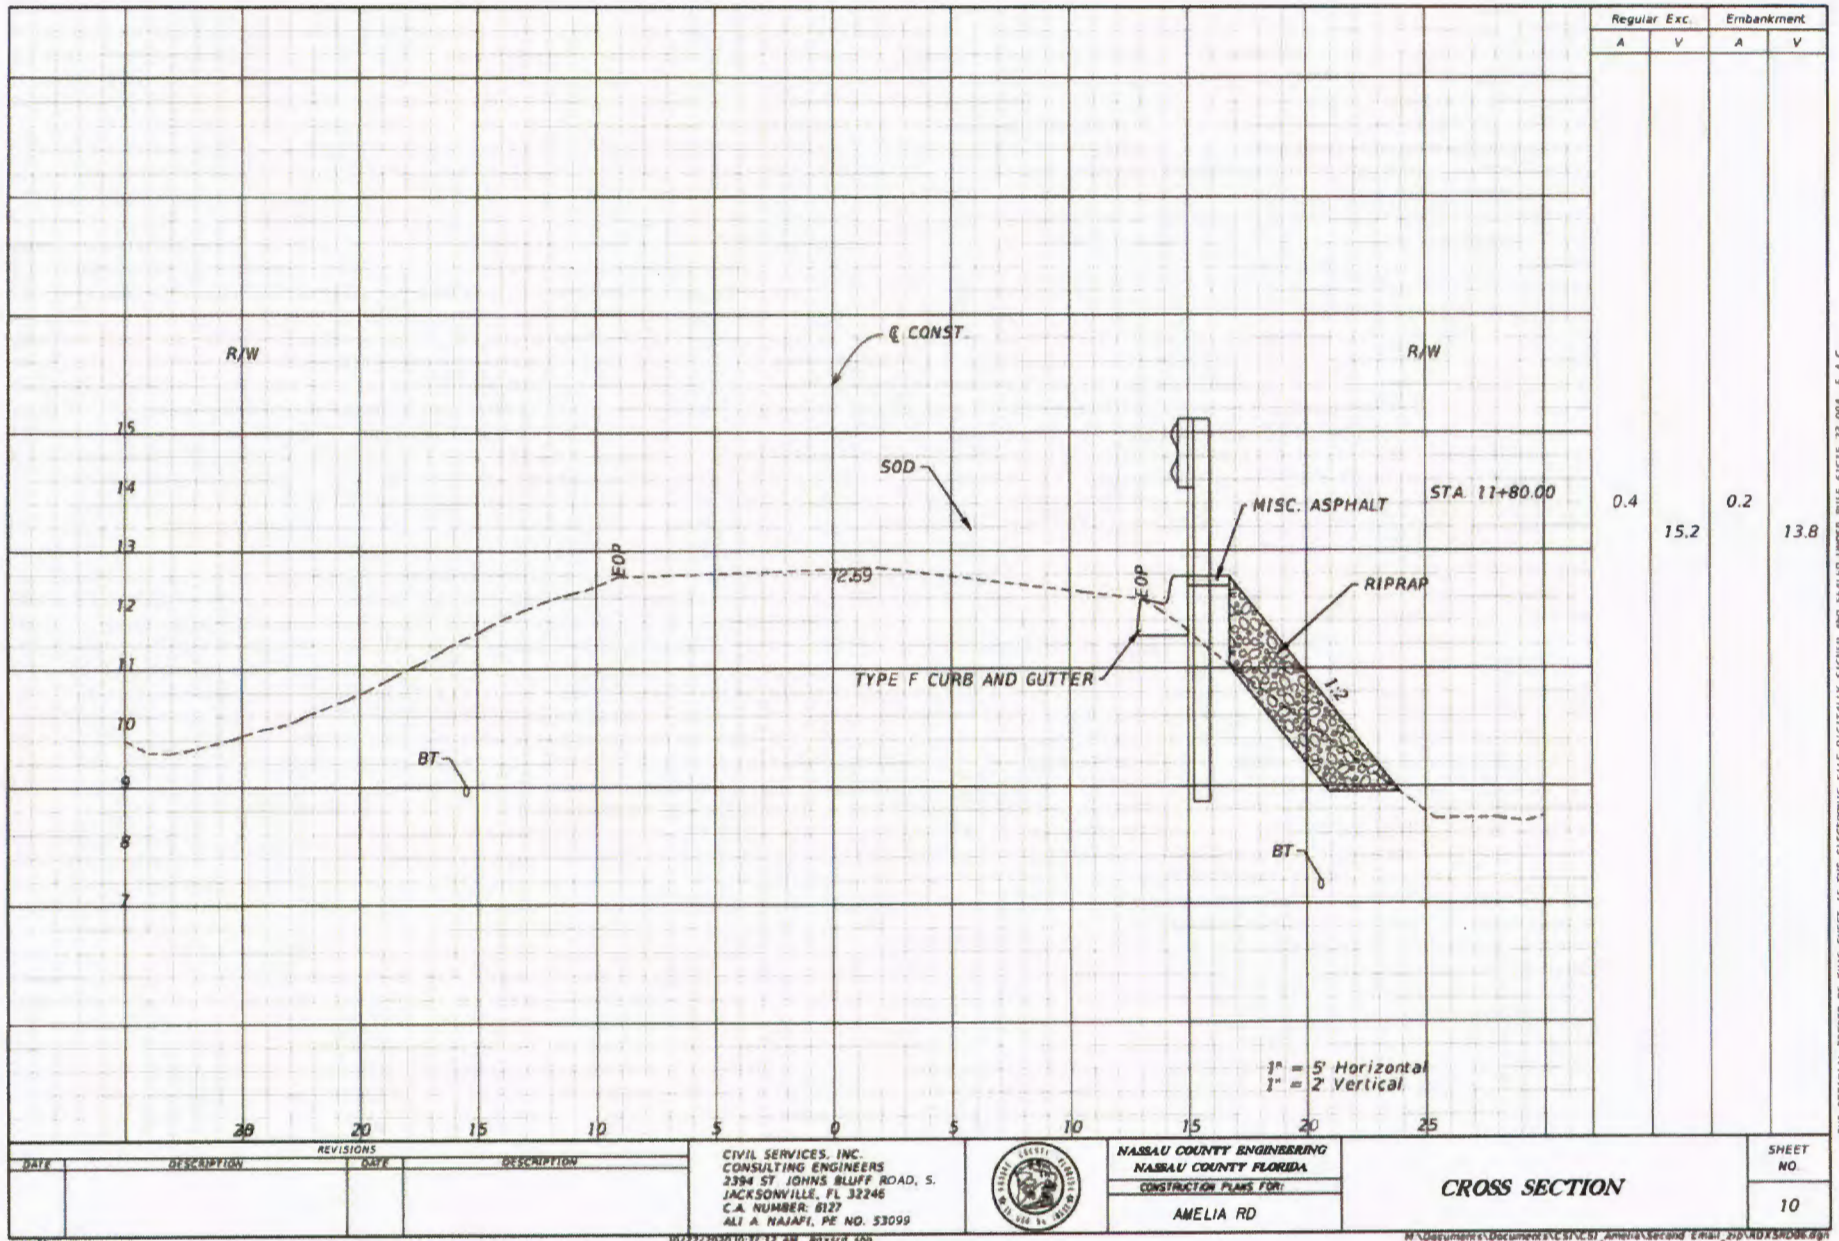 Regular Exc. Embankment
A V A V
℄ CONST.
R/W R/W
15
SOD
14
STA. 11+80.00 0.4 0.2
MISC. ASPHALT
15.2 13.8
13
EOP
12.59
EOP
RIPRAP
12
11
TYPE F CURB AND GUTTER
1:2
10
BT
9
8
BT
7
1" = 5' Horizontal
1" = 2' Vertical
20 15 5 0 5 10 15 20 25
REVISIONS
DATE DESCRIPTION DATE DESCRIPTION
CIVIL SERVICES, INC.
CONSULTING ENGINEERS
2394 ST JOHNS BLUFF ROAD, S.
JACKSONVILLE, FL 32246
C.A. NUMBER: 6127
ALI A NAJAFI, PE NO. 53099
NASSAU COUNTY ENGINEERING
NASSAU COUNTY FLORIDA
CONSTRUCTION PLANS FOR:
AMELIA RD
CROSS SECTION
SHEET
NO.
10